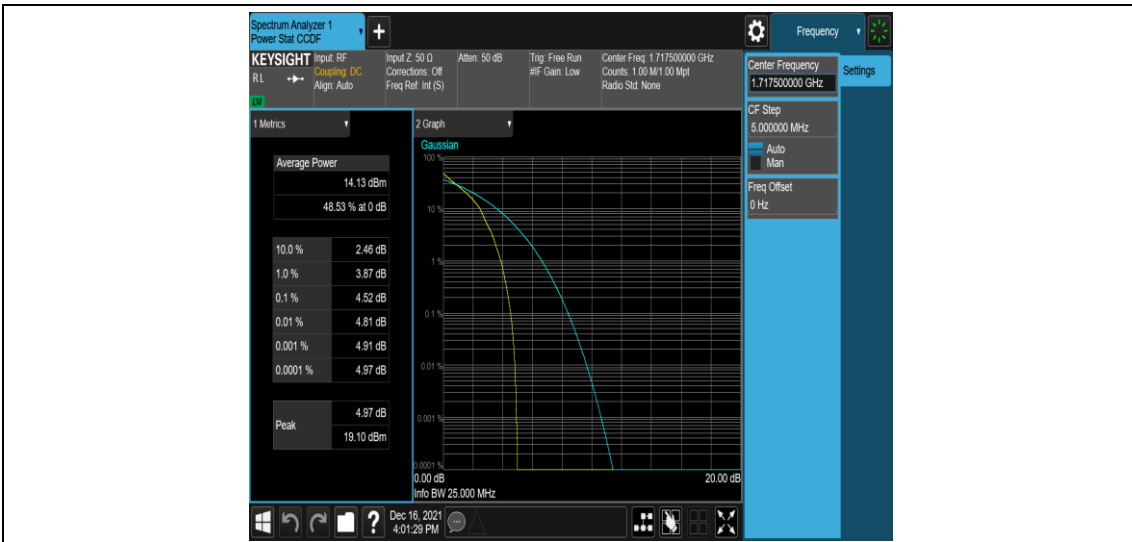 Spectrum Analyzer 1
Power Stat CCDF
+
Frequency
KEYSIGHT
RL
LXI
Input: RF
Coupling: DC
Align: Auto
Input Z: 50 Ω
Corrections: Off
Freq Ref: Int (S)
Atten: 50 dB
Trig: Free Run
#IF Gain: Low
Center Freq: 1.717500000 GHz
Counts: 1.00 M/1.00 Mpt
Radio Std: None
Center Frequency
1.717500000 GHz
Settings
CF Step
5.000000 MHz
Auto
Man
Freq Offset
0 Hz
1 Metrics
Average Power
14.13 dBm
48.53 % at 0 dB
10.0 % 2.46 dB
1.0 % 3.87 dB
0.1 % 4.52 dB
0.01 % 4.81 dB
0.001 % 4.91 dB
0.0001 % 4.97 dB
Peak
4.97 dB
19.10 dBm
2 Graph
Gaussian
100 %
10 %
1 %
0.1 %
0.01 %
0.001 %
0.0001 %
0.00 dB 20.00 dB
Info BW 25.000 MHz
?
Dec 16, 2021
4:01:29 PM